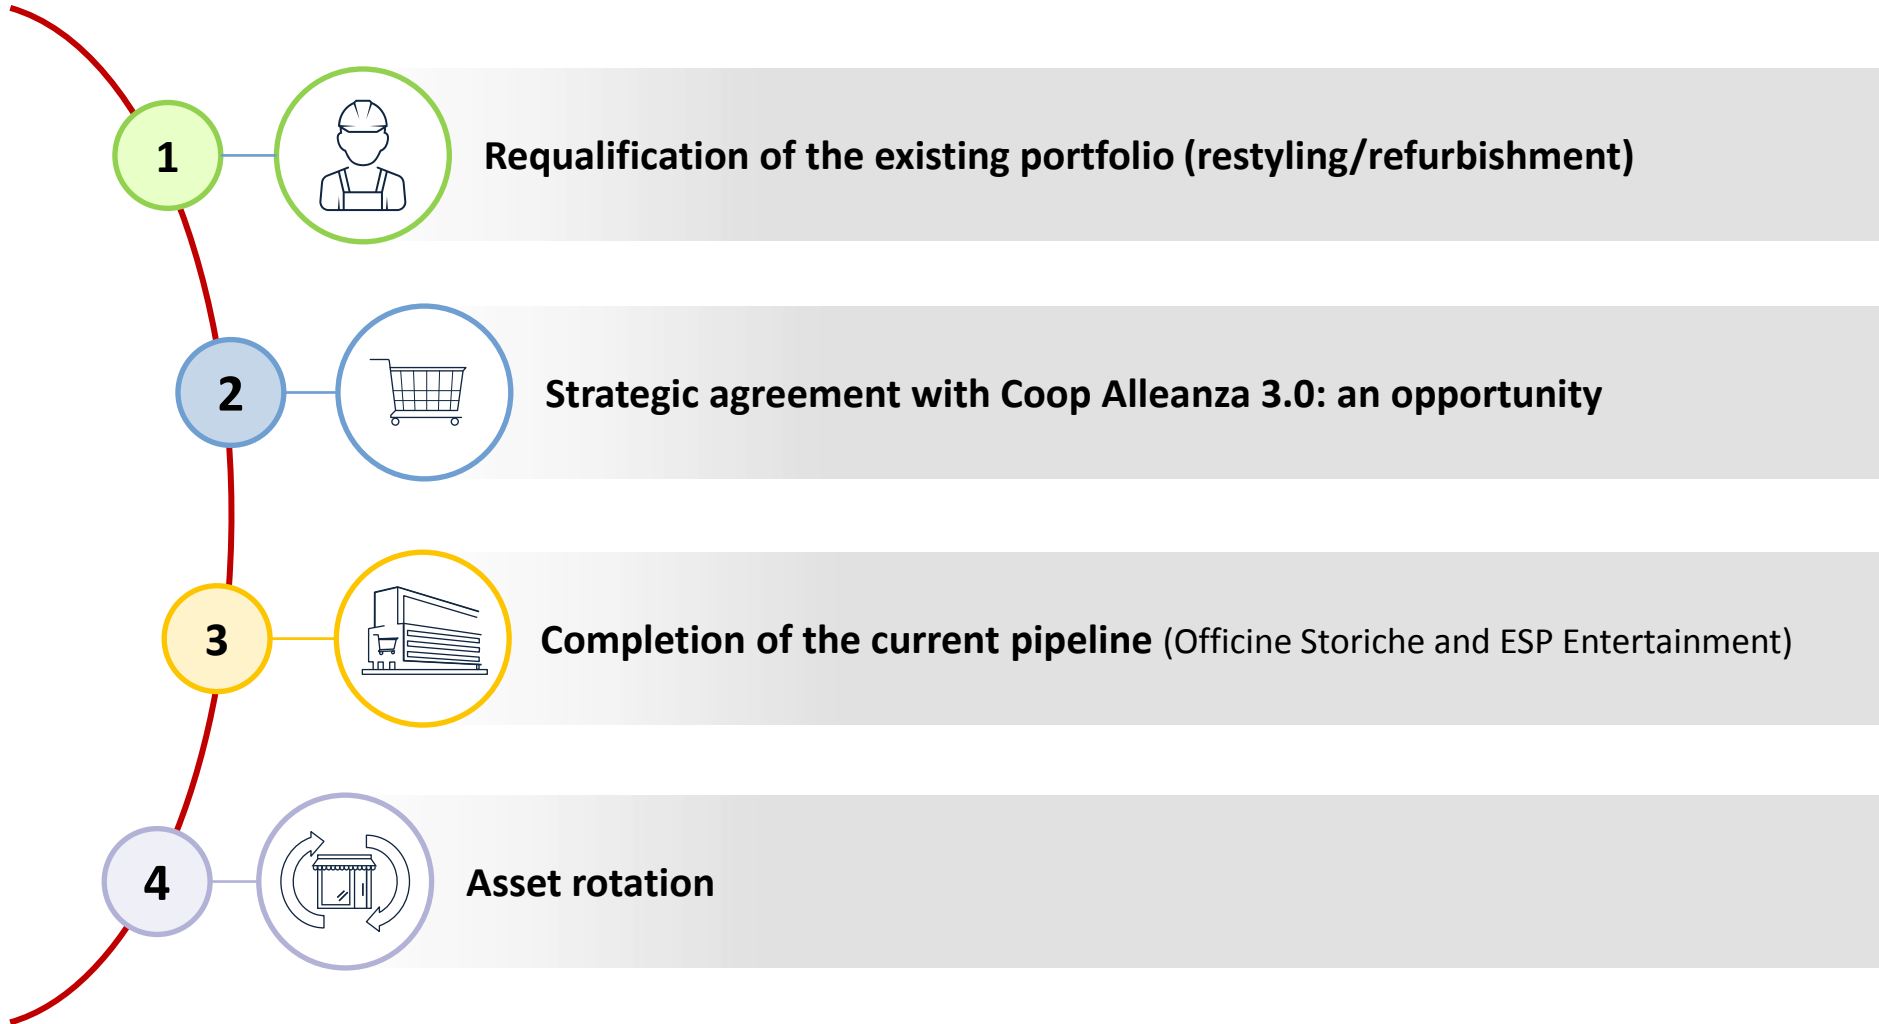 1
Requalification of the existing portfolio (restyling/refurbishment)
2
Strategic agreement with Coop Alleanza 3.0: an opportunity
3
Completion of the current pipeline (Officine Storiche and ESP Entertainment)
4
Asset rotation